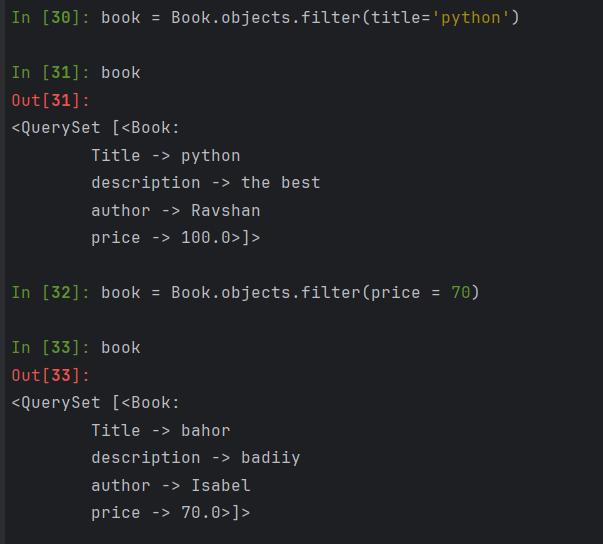 In [30]: book = Book.objects.filter(title='python')
In [31]: book
Out[31]:
<QuerySet [<Book:
Title -> python
description -> the best
author -> Ravshan
price -> 100.0>]>
In [32]: book = Book.objects.filter(price = 70)
In [33]: book
Out[33]:
<QuerySet [<Book:
Title -> bahor
description -> badiiy
author -> Isabel
price -> 70.0>]>